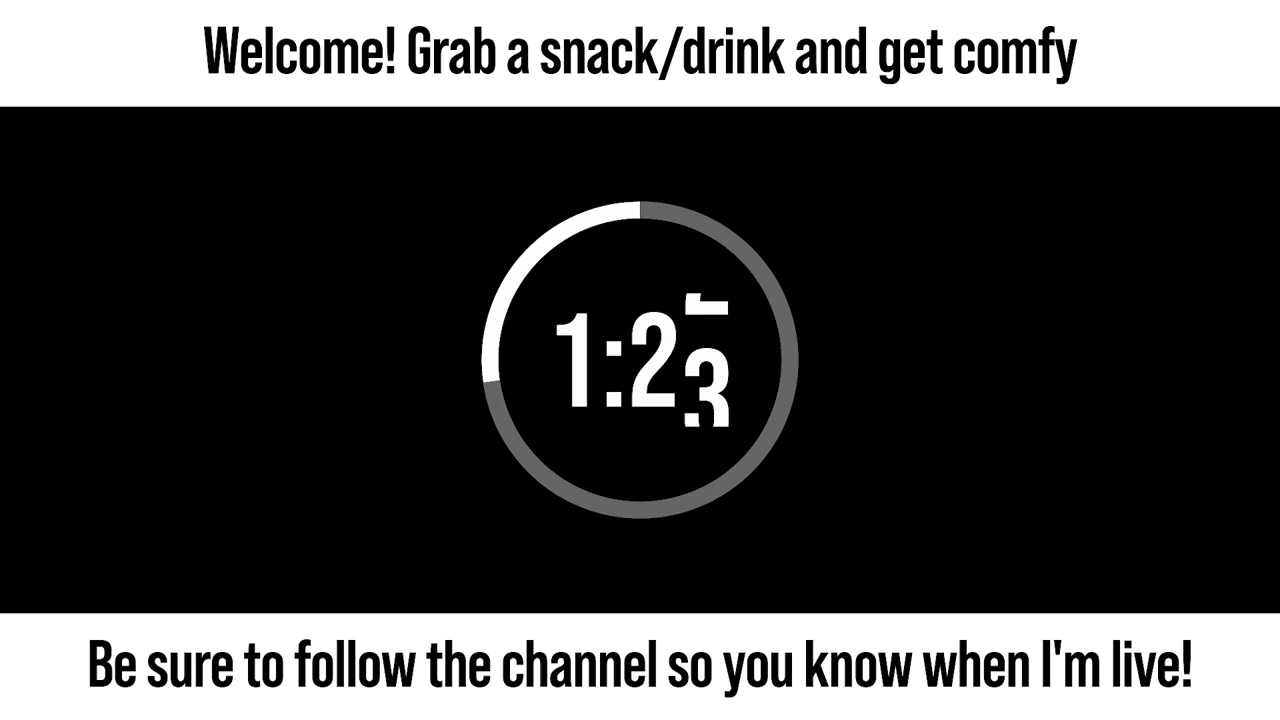 Welcome! Grab a snack/drink and get comfy
1:23
Be sure to follow the channel so you know when I'm live!